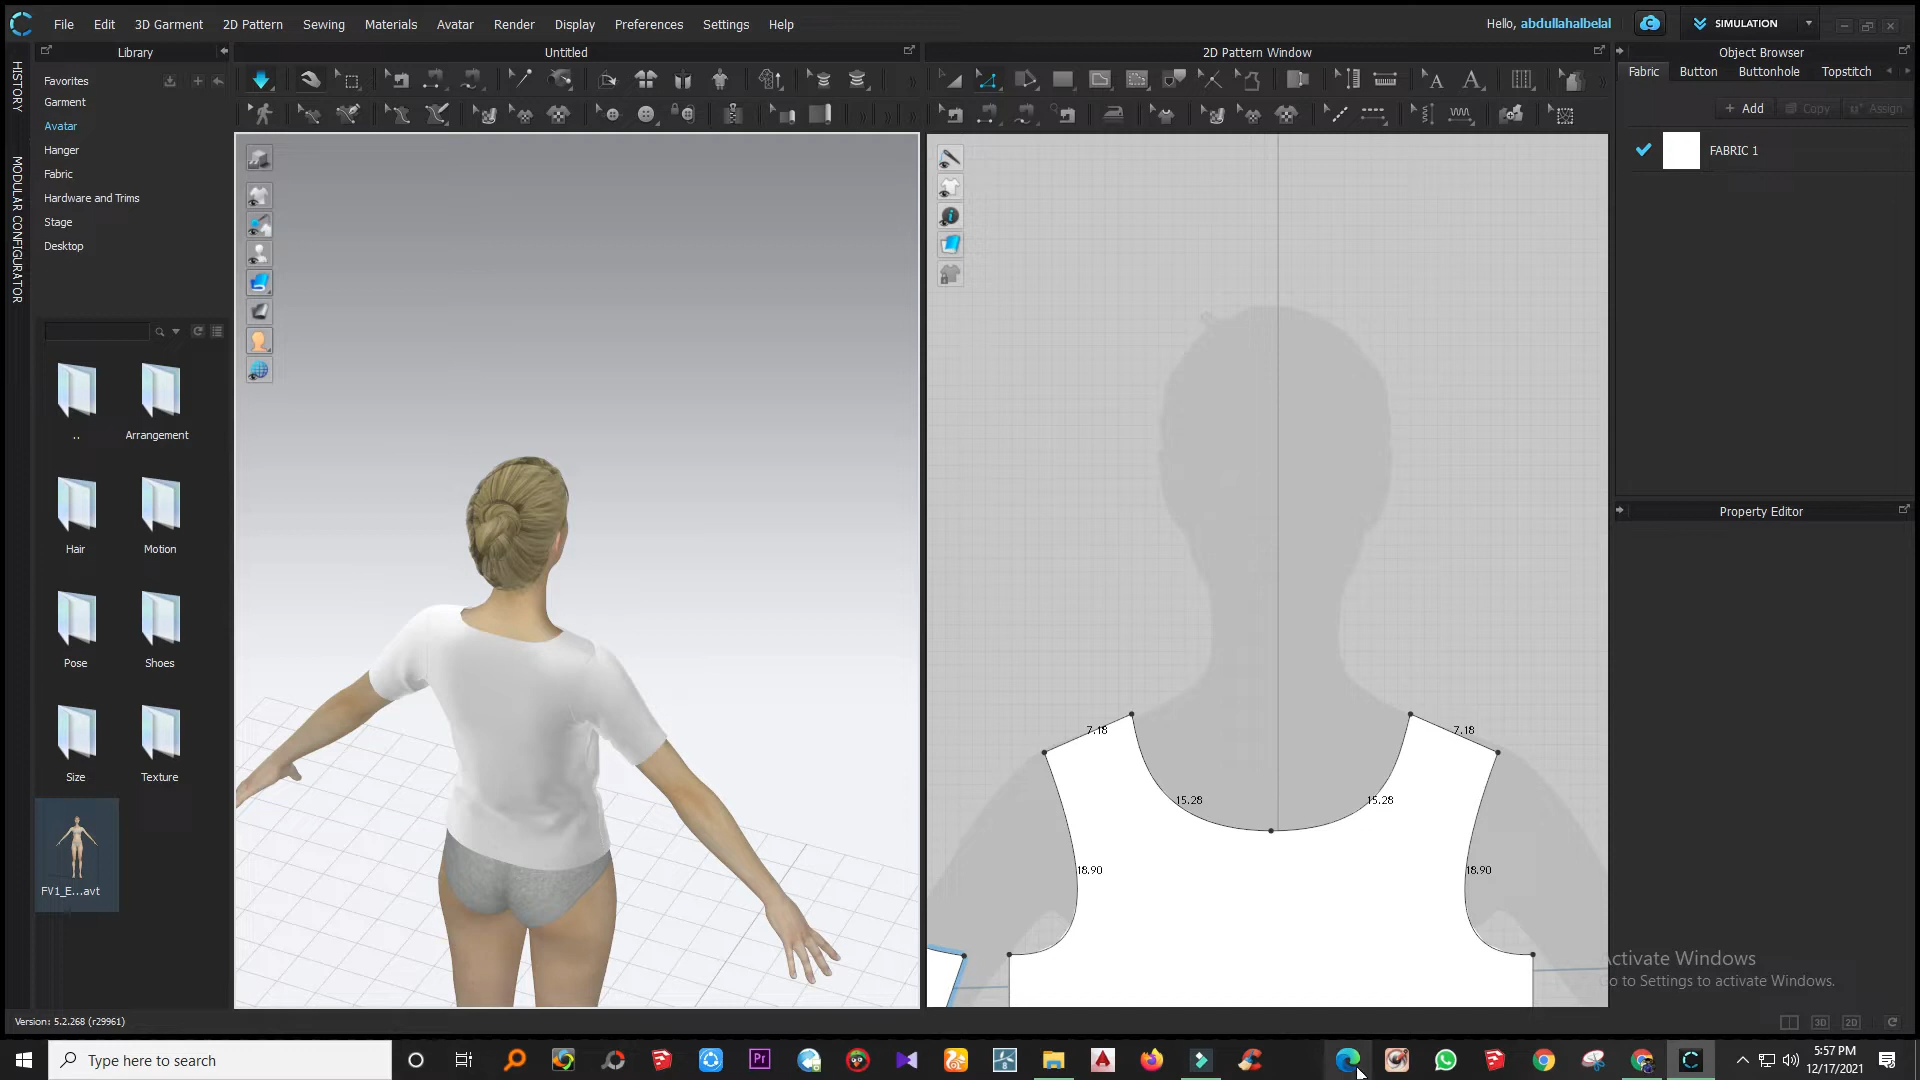 File Edit 3D Garment 2D Pattern Sewing Materials Avatar Render Display Preferences Settings Help
Hello, abdullahalbelal
SIMULATION
Library
Untitled
2D Pattern Window
Object Browser
HISTORY
MODULAR CONFIGURATOR
Favorites
Garment
Avatar
Hanger
Fabric
Hardware and Trims
Stage
Desktop
Fabric Button Buttonhole Topstitch
+ Add Copy Assign
FABRIC 1
..
Arrangement
Hair
Motion
Pose
Shoes
Size
Texture
FV1_E...avt
Property Editor
7.18
7.18
15.28
15.28
18.90
18.90
Activate Windows
Go to Settings to activate Windows.
Version: 5.2.268 (r29961)
3D
2D
Type here to search
Pr
8
5:57 PM
12/17/2021